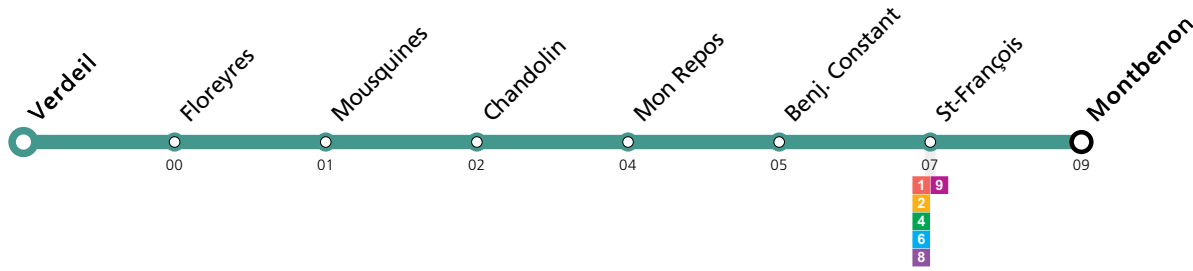 Verdeil
Floreyres
Mousquines
Chandolin
Mon Repos
Benj. Constant
St-François
Montbenon
00 01 02 04 05 07 09
1 9
2
4
6
8